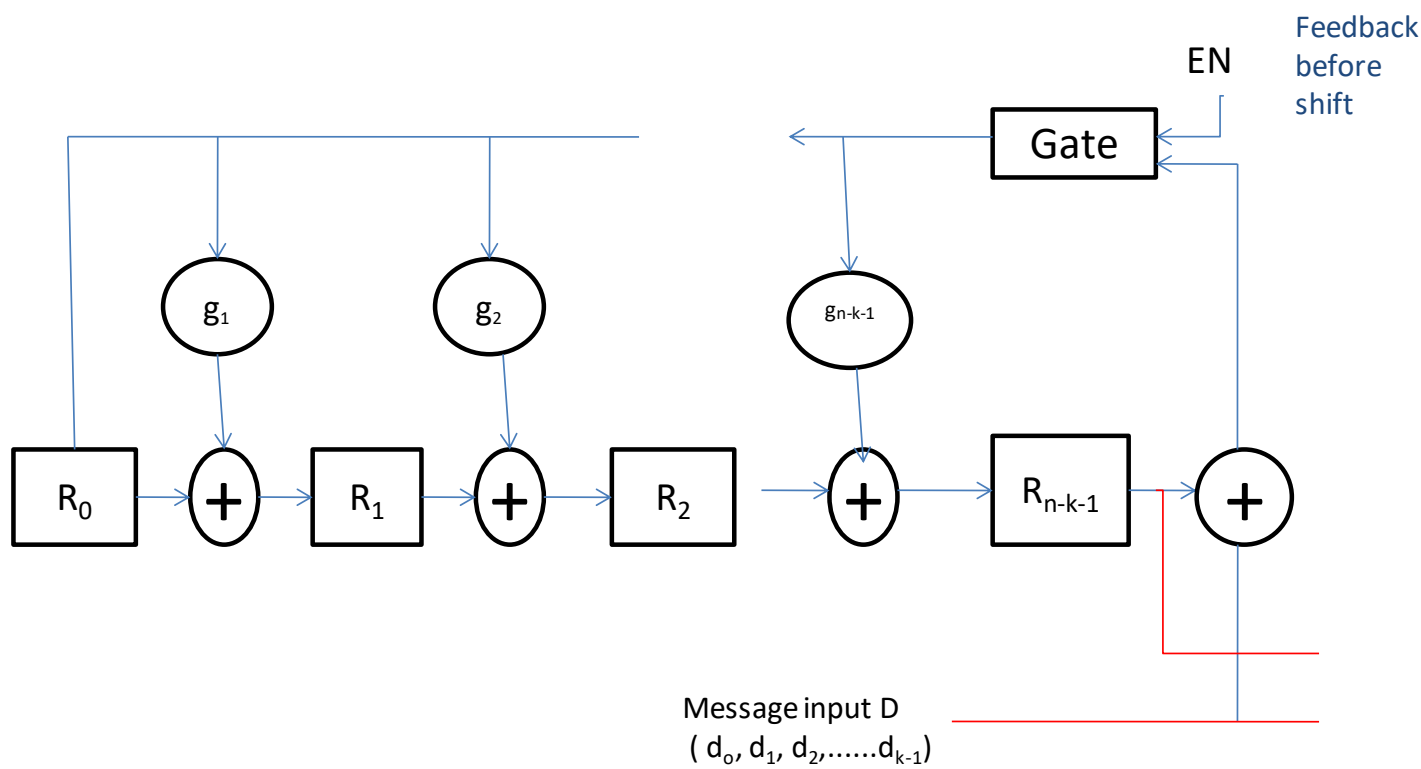 Feedback
before
shift
EN
Gate
g₁
g₂
gn-k-1
R₀
+
R₁
+
R₂
+
Rn-k-1
+
Message input D
( do, d₁, d₂,......dk-1)